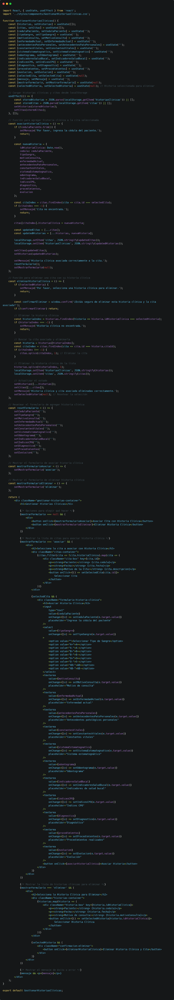 import React, { useState, useEffect } from 'react';
import '../styles/components/GestionarHistoriasClinicas.css';

function GestionarHistoriasClinicas() {
    const [historias, setHistorias] = useState([]);
    const [citas, setCitas] = useState([]);
    const [cedulaPaciente, setCedulaPaciente] = useState('');
    const [tipoSangre, setTipoSangre] = useState('');
    const [motivoConsulta, setMotivoConsulta] = useState('');
    const [enfermedadActual, setEnfermedadActual] = useState('');
    const [antecedentesPatoPersonales, setAntecedentesPatoPersonales] = useState('');
    const [constantesVitales, setConstantesVitales] = useState('');
    const [sistemaEstomatognatico, setSistemaEstomatognatico] = useState('');
    const [odontograma, setOdontograma] = useState('');
    const [indicadoresSaludBucal, setIndicadoresSaludBucal] = useState('');
    const [indicesCPO, setIndicesCPO] = useState('');
    const [diagnostico, setDiagnostico] = useState('');
    const [procedimientos, setProcedimientos] = useState('');
    const [evolucion, setEvolucion] = useState('');
    const [selectedCita, setSelectedCita] = useState(null);
    const [mensaje, setMensaje] = useState('');
    const [mostrarFormulario, setMostrarFormulario] = useState(null);
    const [selectedHistoria, setSelectedHistoria] = useState(null); // Historia seleccionada para eliminar

    // Cargar historias clínicas y citas desde localStorage
    useEffect(() => {
        const storedHistorias = JSON.parse(localStorage.getItem('historiasClinicas')) || [];
        const storedCitas = JSON.parse(localStorage.getItem('citas')) || [];
        setHistorias(storedHistorias);
        setCitas(storedCitas);
    }, []);

    // Función para agregar historia clínica a la cita seleccionada
    const asociarHistoriaClinica = () => {
        if (!cedulaPaciente.trim()) {
            setMensaje('Por favor, ingresa la cédula del paciente.');
            return;
        }

        const nuevaHistoria = {
            idHistoriaClinica: Date.now(),
            cedula: cedulaPaciente,
            tipoSangre,
            motivoConsulta,
            enfermedadActual,
            antecedentesPatoPersonales,
            constantesVitales,
            sistemaEstomatognatico,
            odontograma,
            indicadoresSaludBucal,
            indicesCPO,
            diagnostico,
            procedimientos,
            evolucion
        };

        const citaIndex = citas.findIndex(cita => cita.id === selectedCita);
        if (citaIndex === -1) {
            setMensaje('Cita no encontrada.');
            return;
        }

        citas[citaIndex].historiaClinica = nuevaHistoria;

        const updatedCitas = [...citas];
        const updatedHistorias = [...historias, nuevaHistoria];

        localStorage.setItem('citas', JSON.stringify(updatedCitas));
        localStorage.setItem('historiasClinicas', JSON.stringify(updatedHistorias));

        setCitas(updatedCitas);
        setHistorias(updatedHistorias);

        setMensaje('Historia clínica asociada correctamente a la cita.');
        resetFormulario();
        setMostrarFormulario(null);
    };

    // Función para eliminar una cita con su historia clínica
    const eliminarHistoriaClinica = () => {
        if (!selectedHistoria) {
            setMensaje('Por favor, selecciona una historia clínica para eliminar.');
            return;
        }

        const confirmarEliminar = window.confirm('¿Estás seguro de eliminar esta historia clínica y la cita
asociada?');
        if (!confirmarEliminar) return;

        // Eliminar la historia clínica
        const historiaIndex = historias.findIndex(historia => historia.idHistoriaClinica === selectedHistoria);
        if (historiaIndex === -1) {
            setMensaje('Historia clínica no encontrada.');
            return;
        }

        // Buscar la cita asociada y eliminarla
        const historia = historias[historiaIndex];
        const citaIndex = citas.findIndex(cita => cita.id === historia.citaId);
        if (citaIndex !== -1) {
            citas.splice(citaIndex, 1); // Eliminar la cita
        }

        // Eliminar la historia clínica de la lista
        historias.splice(historiaIndex, 1);
        localStorage.setItem('historiasClinicas', JSON.stringify(historias));
        localStorage.setItem('citas', JSON.stringify(citas));

        // Actualizar el estado
        setHistorias([...historias]);
        setCitas([...citas]);
        setMensaje('Historia clínica y cita asociada eliminadas correctamente.');
        setSelectedHistoria(null); // Resetear la selección
    };

    // Resetear el formulario de agregar historia clínica
    const resetFormulario = () => {
        setCedulaPaciente('');
        setTipoSangre('');
        setMotivoConsulta('');
        setEnfermedadActual('');
        setAntecedentesPatoPersonales('');
        setConstantesVitales('');
        setSistemaEstomatognatico('');
        setOdontograma('');
        setIndicadoresSaludBucal('');
        setIndicesCPO('');
        setDiagnostico('');
        setProcedimientos('');
        setEvolucion('');
    };

    // Mostrar el formulario de asociar historia clínica
    const mostrarFormularioAsociar = () => {
        setMostrarFormulario('asociar');
    };

    // Mostrar el formulario de eliminar historia clínica
    const mostrarFormularioEliminar = () => {
        setMostrarFormulario('eliminar');
    };

    return (
        <div className="gestionar-historias-container">
            <h1>Gestionar Historias Clínicas</h1>

            {/* Opciones para elegir qué hacer */}
            {mostrarFormulario === null && (
                <div>
                    <button onClick={mostrarFormularioAsociar}>Asociar Cita con Historia Clínica</button>
                    <button onClick={mostrarFormularioEliminar}>Eliminar Historia Clínica</button>
                </div>
            )}

            {/* Mostrar la lista de citas para asociar historia clínica */}
            {mostrarFormulario === 'asociar' && (
                <div>
                    <h2>Selecciona la cita a asociar con Historia Clínica</h2>
                    <div className="citas-container">
                        {citas.filter(cita => !cita.historiaClinica).map(cita => (
                            <div className="cita-box" key={cita.id}>
                                <p><strong>Paciente:</strong> {cita.cedula}</p>
                                <p><strong>Fecha:</strong> {cita.fecha}</p>
                                <p><strong>Motivo de la Cita:</strong> {cita.descripcion}</p>
                                <button onClick={() => setSelectedCita(cita.id)}>
                                    Seleccionar Cita
                                </button>
                            </div>
                        ))}
                    </div>

                    {selectedCita && (
                        <div className="formulario-historia-clinica">
                            <h3>Asociar Historia Clínica</h3>
                            <input
                                type="text"
                                value={cedulaPaciente}
                                onChange={(e) => setCedulaPaciente(e.target.value)}
                                placeholder="Ingrese la cédula del paciente"
                            />
                            <select
                                value={tipoSangre}
                                onChange={(e) => setTipoSangre(e.target.value)}
                            >
                                <option value="">Seleccionar Tipo de Sangre</option>
                                <option value="A+">A+</option>
                                <option value="A-">A-</option>
                                <option value="B+">B+</option>
                                <option value="B-">B-</option>
                                <option value="O+">O+</option>
                                <option value="O-">O-</option>
                                <option value="AB+">AB+</option>
                                <option value="AB-">AB-</option>
                            </select>
                            <textarea
                                value={motivoConsulta}
                                onChange={(e) => setMotivoConsulta(e.target.value)}
                                placeholder="Motivo de consulta"
                            />
                            <textarea
                                value={enfermedadActual}
                                onChange={(e) => setEnfermedadActual(e.target.value)}
                                placeholder="Enfermedad actual"
                            />
                            <textarea
                                value={antecedentesPatoPersonales}
                                onChange={(e) => setAntecedentesPatoPersonales(e.target.value)}
                                placeholder="Antecedentes patológicos personales"
                            />
                            <textarea
                                value={constantesVitales}
                                onChange={(e) => setConstantesVitales(e.target.value)}
                                placeholder="Constantes vitales"
                            />
                            <textarea
                                value={sistemaEstomatognatico}
                                onChange={(e) => setSistemaEstomatognatico(e.target.value)}
                                placeholder="Sistema estomatognático"
                            />
                            <textarea
                                value={odontograma}
                                onChange={(e) => setOdontograma(e.target.value)}
                                placeholder="Odontograma"
                            />
                            <textarea
                                value={indicadoresSaludBucal}
                                onChange={(e) => setIndicadoresSaludBucal(e.target.value)}
                                placeholder="Indicadores de salud bucal"
                            />
                            <textarea
                                value={indicesCPO}
                                onChange={(e) => setIndicesCPO(e.target.value)}
                                placeholder="Índices CPO"
                            />
                            <textarea
                                value={diagnostico}
                                onChange={(e) => setDiagnostico(e.target.value)}
                                placeholder="Diagnóstico"
                            />
                            <textarea
                                value={procedimientos}
                                onChange={(e) => setProcedimientos(e.target.value)}
                                placeholder="Procedimientos realizados"
                            />
                            <textarea
                                value={evolucion}
                                onChange={(e) => setEvolucion(e.target.value)}
                                placeholder="Evolución"
                            />
                            <button onClick={asociarHistoriaClinica}>Asociar Historia</button>
                        </div>
                    )}
                </div>
            )}

            {/* Mostrar la lista de historias clínicas para eliminar */}
            {mostrarFormulario === 'eliminar' && (
                <div>
                    <h2>Selecciona la Historia Clínica para Eliminar</h2>
                    <div className="historias-container">
                        {historias.map(historia => (
                            <div className="historia-box" key={historia.idHistoriaClinica}>
                                <p><strong>Paciente:</strong> {historia.cedula}</p>
                                <p><strong>Fecha:</strong> {historia.fecha}</p>
                                <p><strong>Motivo de consulta:</strong> {historia.motivoConsulta}</p>
                                <button onClick={() => setSelectedHistoria(historia.idHistoriaClinica)}>
                                    Seleccionar Historia Clínica
                                </button>
                            </div>
                        ))}
                    </div>

                    {selectedHistoria && (
                        <div className="confirmacion-eliminar">
                            <button onClick={eliminarHistoriaClinica}>Eliminar Historia Clínica y Cita</button>
                        </div>
                    )}
                </div>
            )}

            {/* Mostrar el mensaje de éxito o error */}
            {mensaje && <p>{mensaje}</p>}
        </div>
    );
}

export default GestionarHistoriasClinicas;